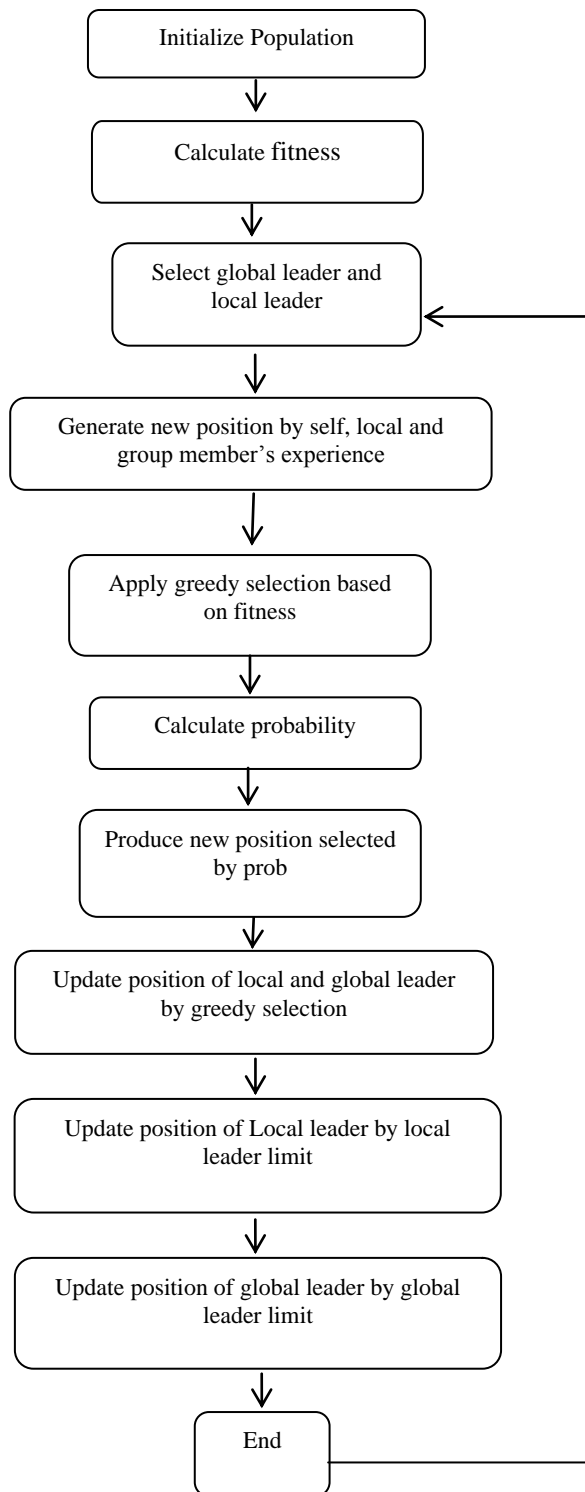 Initialize Population
Calculate fitness
Select global leader and
local leader
Generate new position by self, local and
group member’s experience
Apply greedy selection based
on fitness
Calculate probability
Produce new position selected
by prob
Update position of local and global leader
by greedy selection
Update position of Local leader by local
leader limit
Update position of global leader by global
leader limit
End